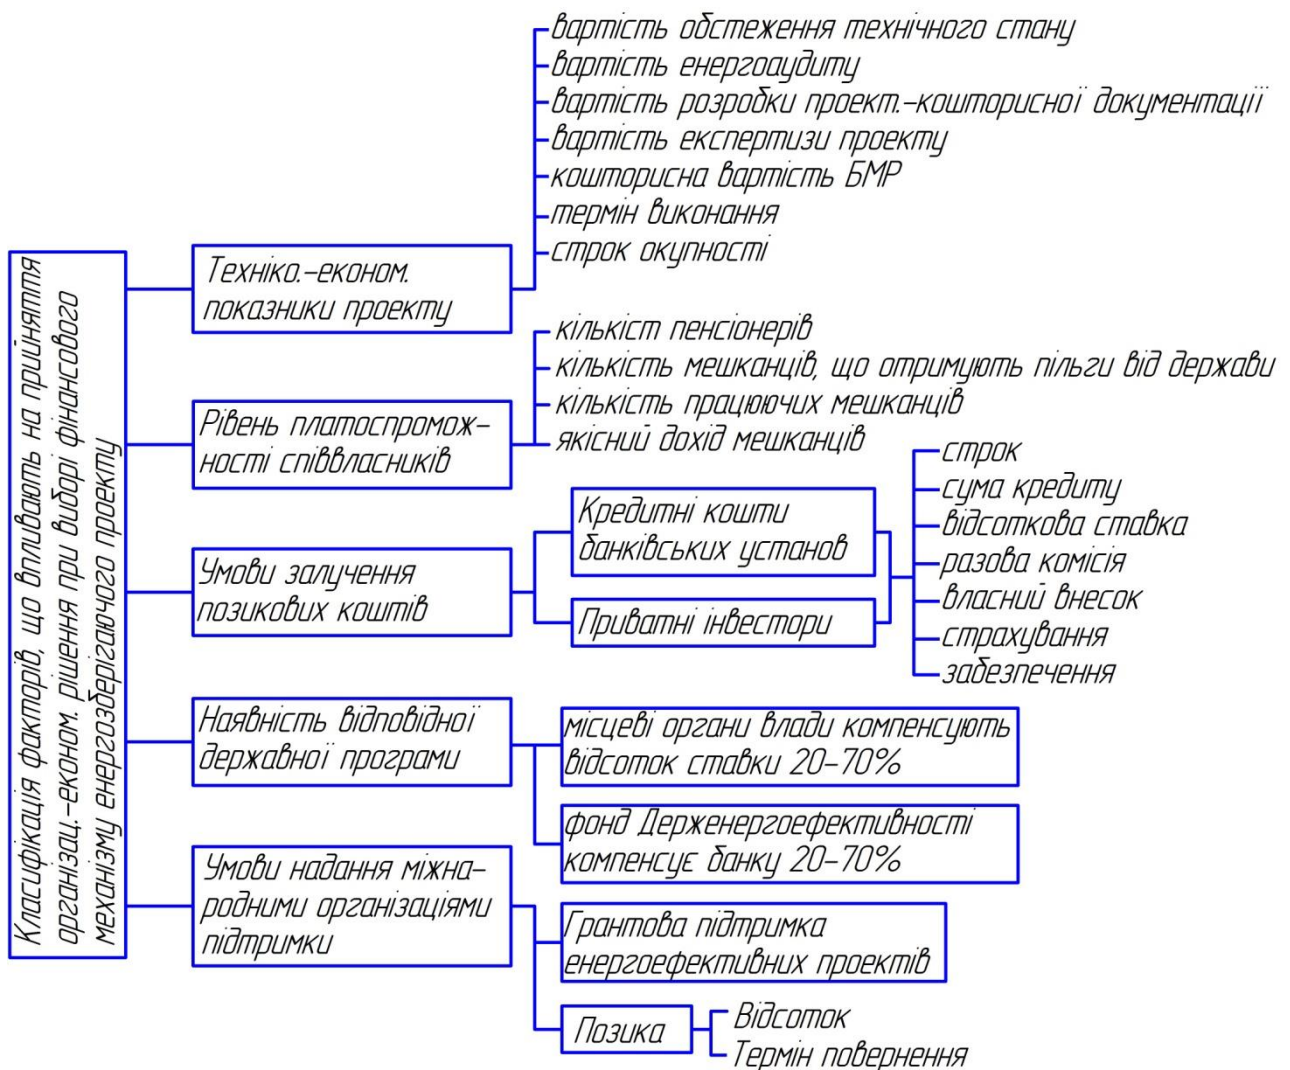 Класифікація факторів, що впливають на прийняття
організац.-економ. рішення при виборі фінансового
механізму енергозберігаючого проекту
Техніко.-економ.
показники проекту
вартість обстеження технічного стану
вартість енергоаудиту
вартість розробки проект.-кошторисної документації
вартість експертизи проекту
кошторисна вартість БМР
термін виконання
строк окупності
Рівень платоспромож-
ності співвласників
кількіст пенсіонерів
кількість мешканців, що отримують пільги від держави
кількість працюючих мешканців
якісний дохід мешканців
Умови залучення
позикових коштів
Кредитні кошти
банківських установ
Приватні інвестори
строк
сума кредиту
відсоткова ставка
разова комісія
власний внесок
страхування
забезпечення
Наявність відповідної
державної програми
місцеві органи влади компенсують
відсоток ставки 20-70%
фонд Держенергоефективності
компенсує банку 20-70%
Умови надання міжна-
родними організаціями
підтримки
Грантова підтримка
енергоефективних проектів
Позика
Відсоток
Термін повернення